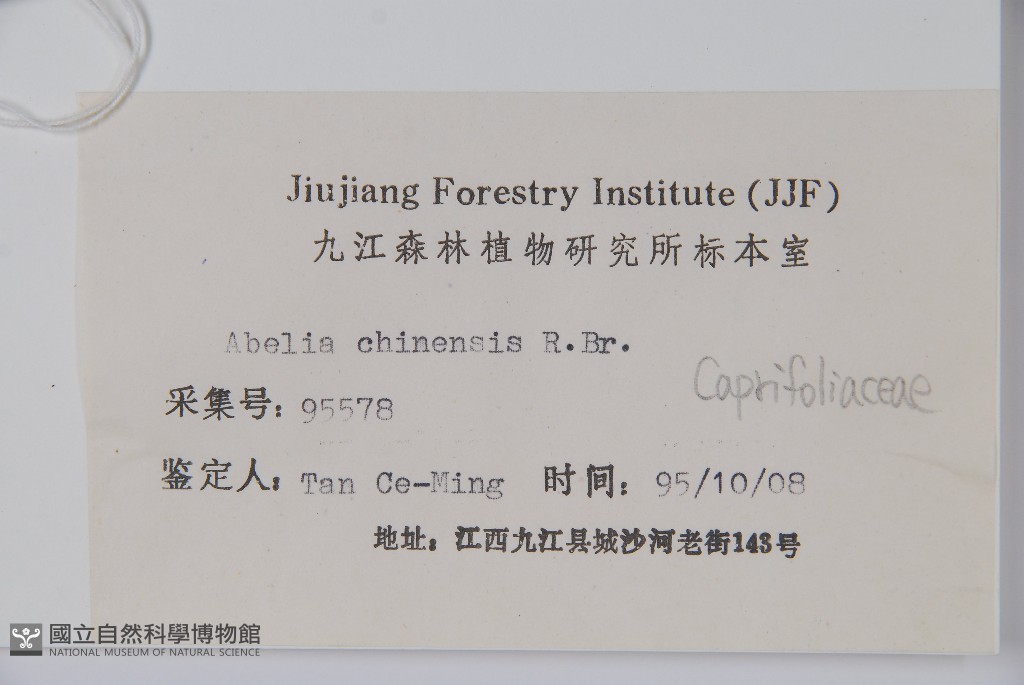 Jiujiang Forestry Institute (JJF)
九江森林植物研究所标本室
Abelia chinensis R.Br.
Caprifoliaceae
采集号: 95578
鉴定人: Tan Ce-Ming 时间: 95/10/08
地址: 江西九江县城沙河老街143号
國立自然科學博物館
NATIONAL MUSEUM OF NATURAL SCIENCE